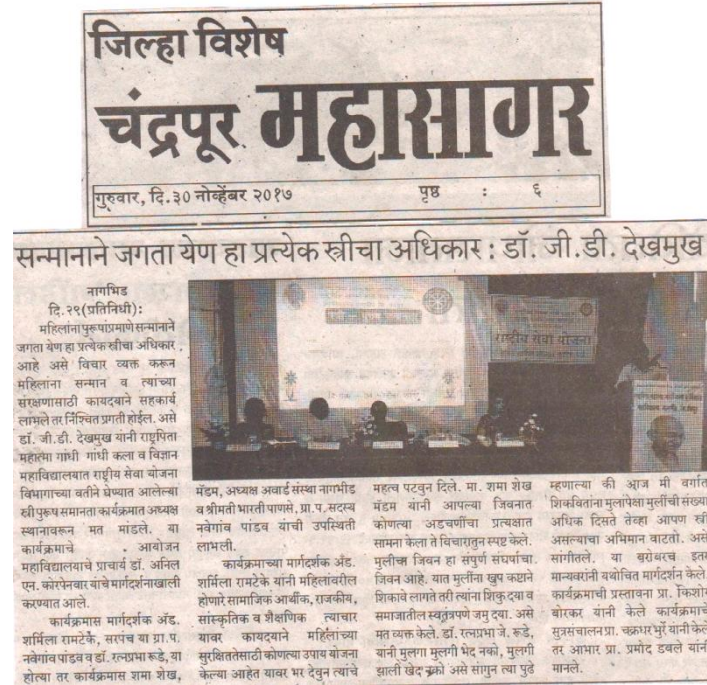 जिल्हा विशेष
चंद्रपूर महासागर
गुरुवार, दि.३० नोव्हेंबर २०१७ पृष्ठ : ६
सन्मानाने जगता येण हा प्रत्येक स्त्रीचा अधिकार : डॉ. जी.डी. देखमुख
नागभिड
दि.२९(प्रतिनिधी):
महिलांना पुरूषांप्रमाणे सन्मानाने
जगता येण हा प्रत्येक स्त्रीचा अधिकार
आहे असे विचार व्यक्त करून
महिलांना सन्मान व त्यांच्या
संरक्षणासाठी कायदयाने सहकार्य
लाभले तर निश्चित प्रगती होईल. असे
डॉ. जी.डी. देखमुख यांनी राष्ट्रपिता
महात्मा गांधी गांधी कला व विज्ञान
महाविद्यालयात राष्ट्रीय सेवा योजना
विभागाच्या वतीने घेण्यात आलेल्या
स्त्री पुरूष समानता कार्यक्रमात अध्यक्ष
स्थानावरून मत मांडले. या
कार्यक्रमाचे आयोजन
महाविद्यालयाचे प्राचार्य डॉ. अनिल
एन. कोरपेनवार यांचे मार्गदर्शनाखाली
करण्यात आले.
कार्यक्रमास मार्गदर्शक अॅड.
शर्मिला रामटेके, सरपंच या ग्रा.प.
नवेगांव पांडव व डॉ. रत्नप्रभा रूडे, या
होत्या तर कार्यक्रमास शमा शेख,
राष्ट्रीय सेवा योजना
मॅडम, अध्यक्ष अवार्ड संस्था नागभीड
व श्रीमती भारती पाणसे, ग्रा.प. सदस्य
नवेगांव पांडव यांची उपस्थिती
लाभली.
कार्यक्रमाच्या मार्गदर्शक अॅड.
शर्मिला रामटेके यांनी महिलांवरील
होणारे सामाजिक आर्थीक, राजकीय,
सांस्कृतिक व शैक्षणिक त्याचार
यावर कायदयाने महिलांच्या
सुरक्षिततेसाठी कोणत्या उपाय योजना
केल्या आहेत यावर भर देवुन त्यांचे
महत्व पटवुन दिले. मा. शमा शेख
मॅडम यांनी आपल्या जिवनात
कोणत्या अडचणींचा प्रत्यक्षात
सामना केला ते विचारातुन स्पष्ट केले.
मुलीच जिवन हा संपुर्ण संघर्षाचा
जिवन आहे. यात मुलींना खुप कष्टाने
शिकावे लागते तरी त्यांना शिकु दया व
समाजातील स्वतंत्रपणे जगु दया. असे
मत व्यक्त केले. डॉ. रत्नप्रभा जे. रूडे,
यांनी मुलगा मुलगी भेद नको, मुलगी
झाली खेद नको असे सांगुन त्या पुढे
म्हणाल्या की आज मी वर्गात
शिकवितांना मुलांपेक्षा मुलींची संख्या
अधिक दिसते तेव्हा आपण स्त्री
असल्याचा अभिमान वाटतो. असे
सांगीतले. या बरोबरच इतर
मान्यवरांनी यथोचित मार्गदर्शन केले.
कार्यक्रमाची प्रस्तावना प्रा. किशोर
बोरकर यांनी केले कार्यक्रमाचे
सुत्रसंचालन प्रा. चक्रधर भुर्रे यांनी केले
तर आभार प्रा. प्रमोद डबले यांनी
मानले.